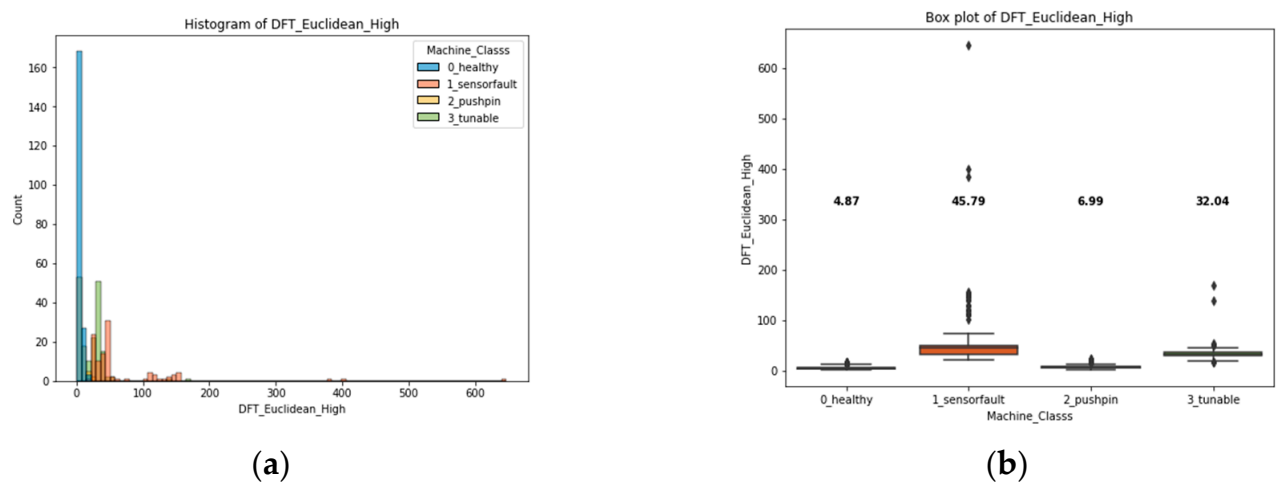 Histogram of DFT_Euclidean_High
Machine_Classs
0_healthy
1_sensorfault
2_pushpin
3_tunable
160
140
120
100
80
60
40
20
0
Count
0
100
200
300
400
500
600
DFT_Euclidean_High
(a)
Box plot of DFT_Euclidean_High
600
500
400
300
200
100
0
DFT_Euclidean_High
4.87
45.79
6.99
32.04
0_healthy
1_sensorfault
2_pushpin
3_tunable
Machine_Classs
(b)